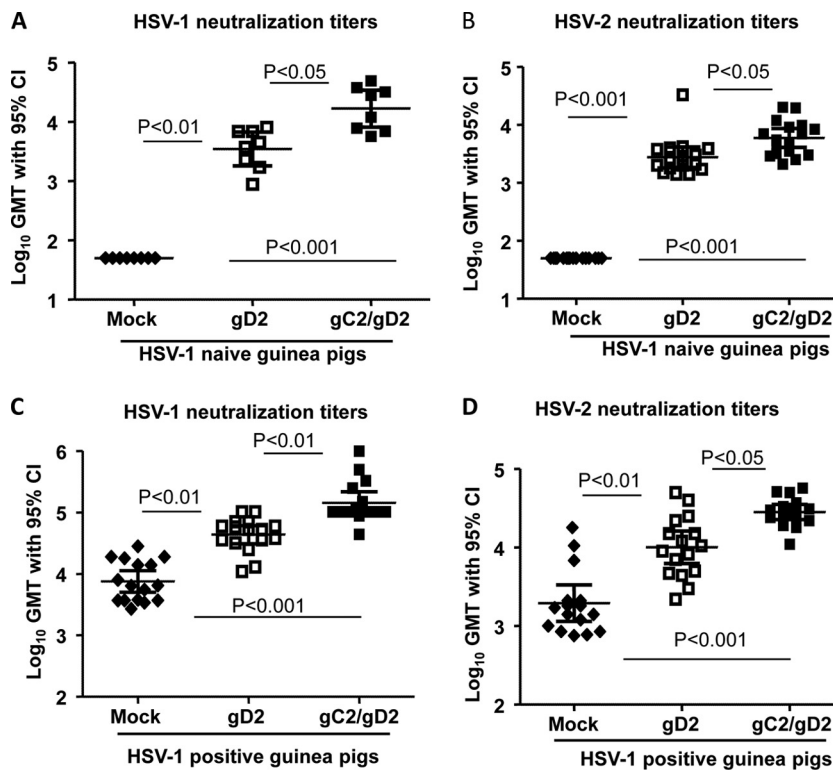 A
HSV-1 neutralization titers
Log10 GMT with 95% CI
5
4
3
2
1
P<0.01
P<0.05
P<0.001
Mock
gD2
gC2/gD2
HSV-1 naive guinea pigs
B
HSV-2 neutralization titers
Log10 GMT with 95% CI
5
4
3
2
1
P<0.001
P<0.05
P<0.001
Mock
gD2
gC2/gD2
HSV-1 naive guinea pigs
C
HSV-1 neutralization titers
Log10 GMT with 95% CI
6
5
4
3
2
P<0.01
P<0.01
P<0.001
Mock
gD2
gC2/gD2
HSV-1 positive guinea pigs
D
HSV-2 neutralization titers
Log10 GMT with 95% CI
5
4
3
2
P<0.01
P<0.05
P<0.001
Mock
gD2
gC2/gD2
HSV-1 positive guinea pigs